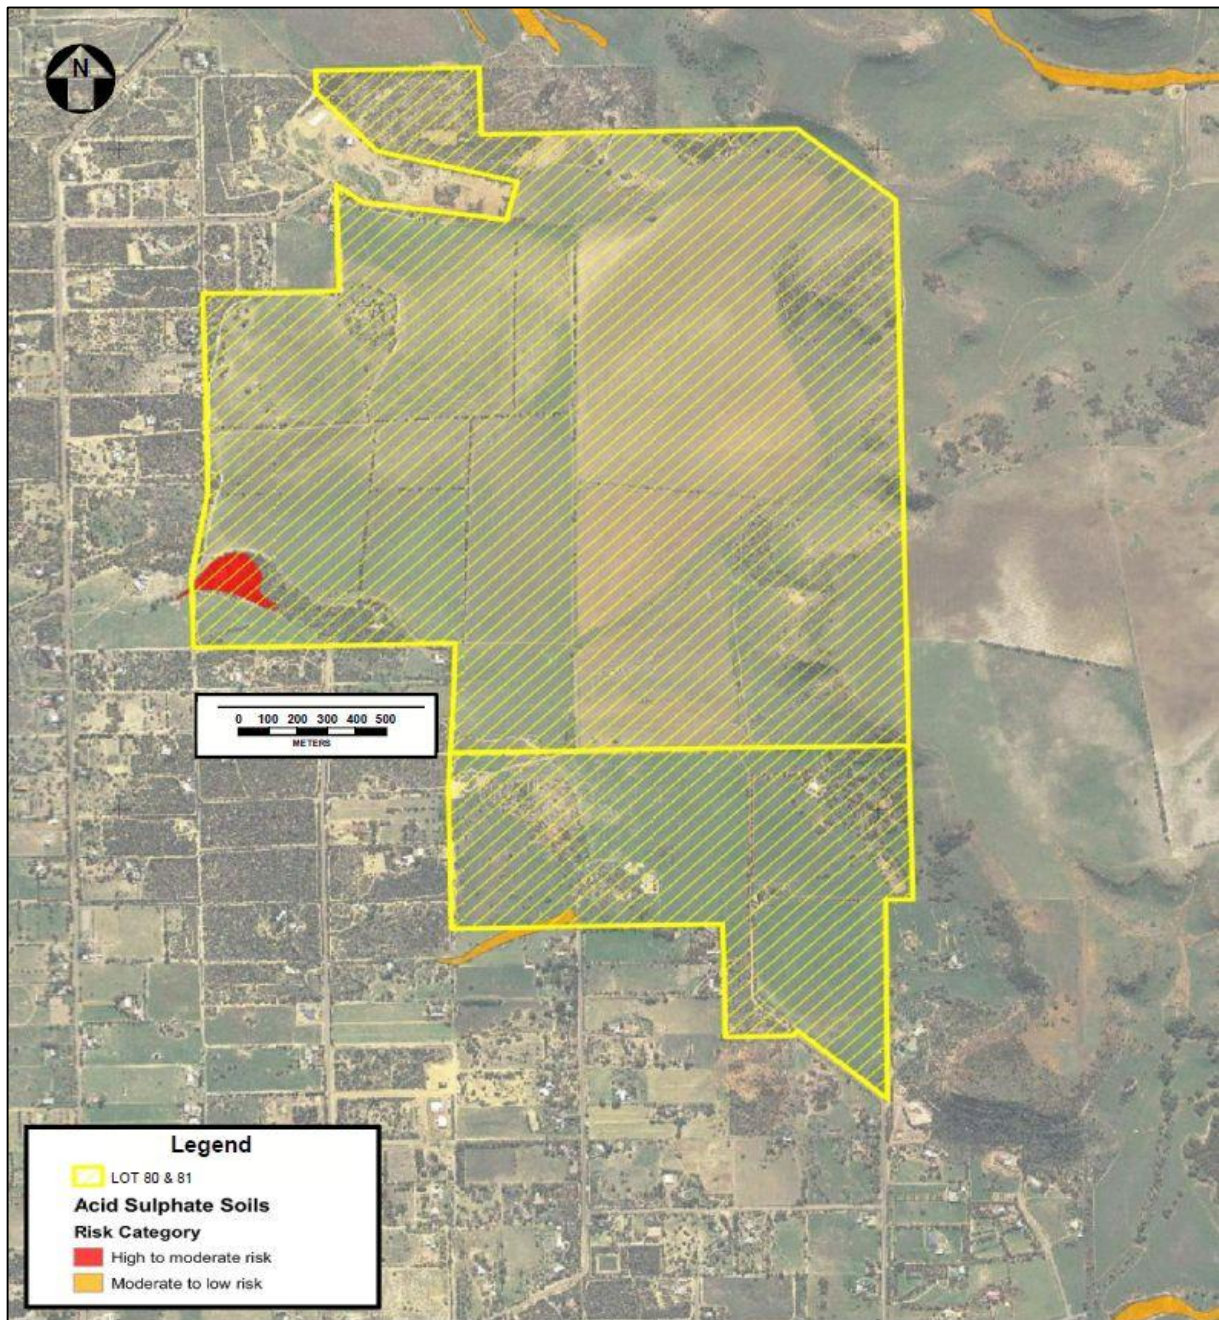 N
0 100 200 300 400 500
METERS
Legend
LOT 80 & 81
Acid Sulphate Soils
Risk Category
High to moderate risk
Moderate to low risk